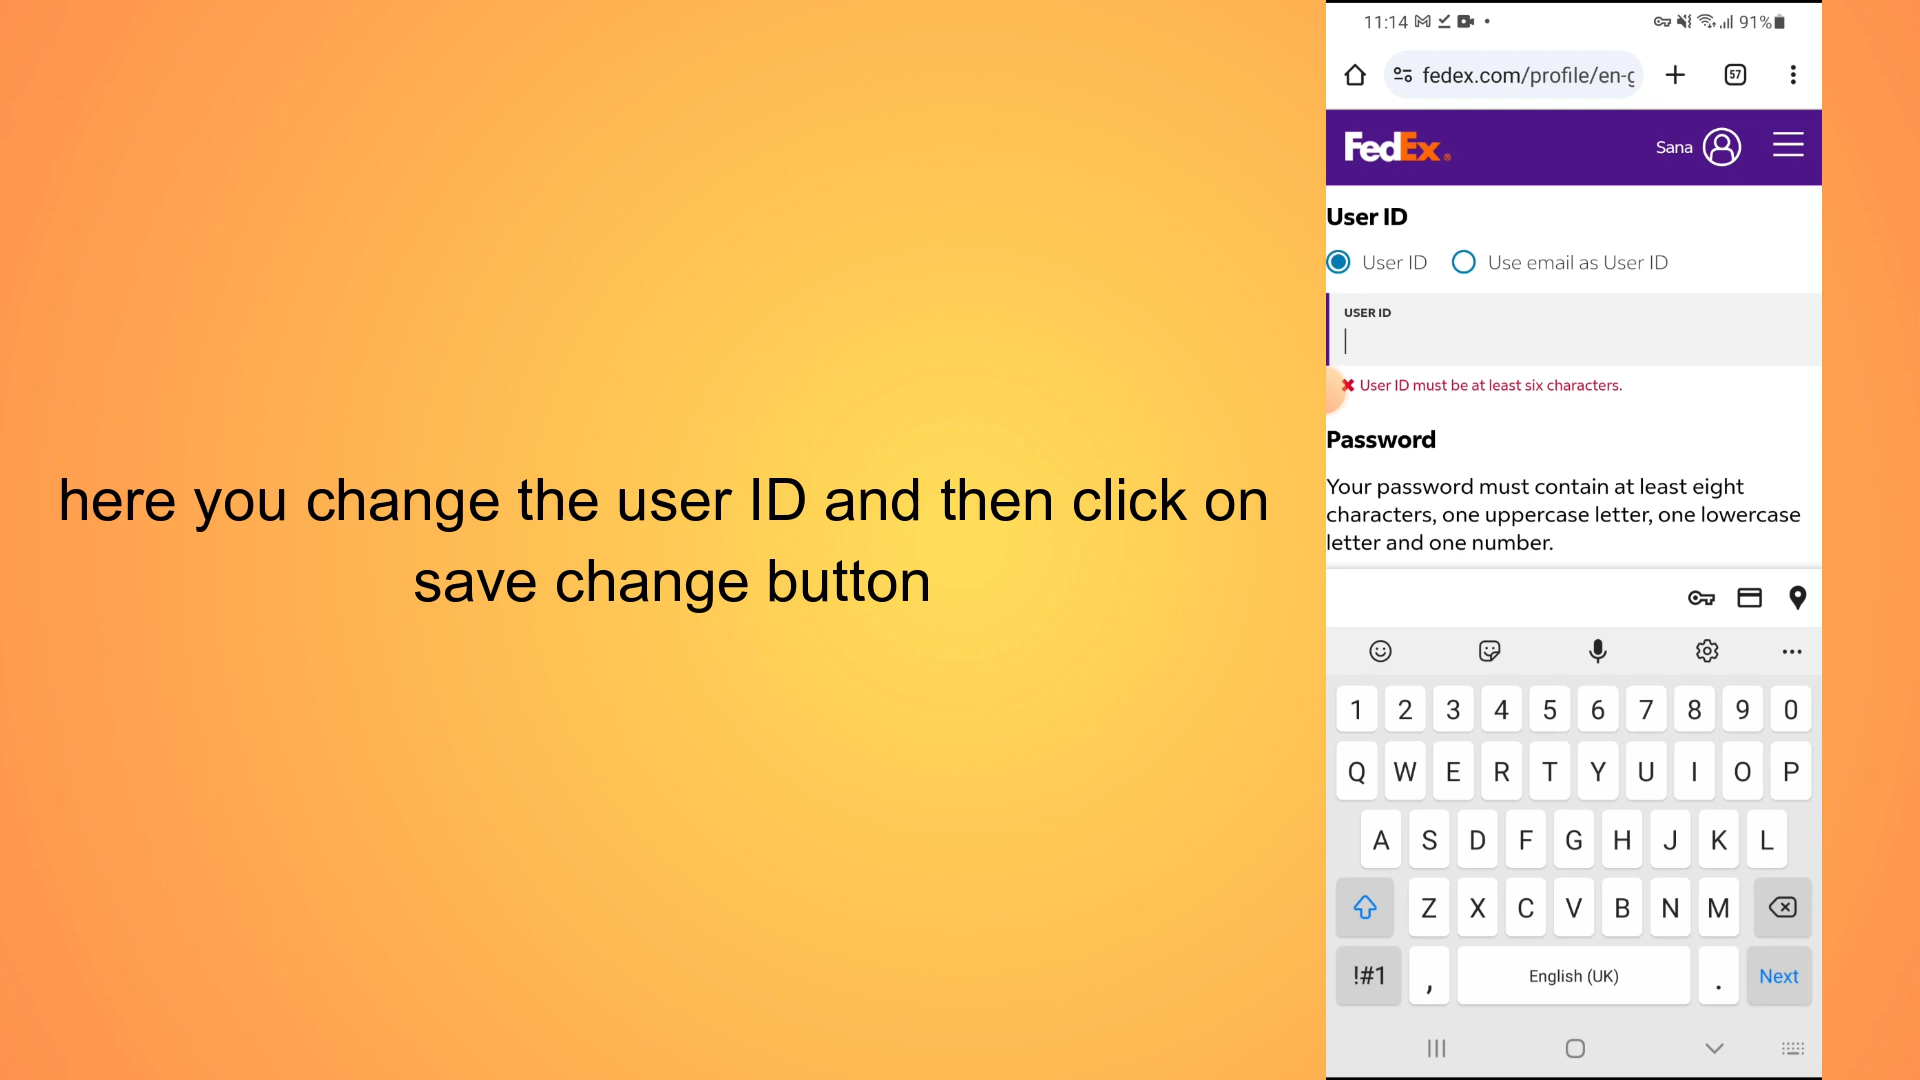 here you change the user ID and then click on
save change button
11:14
91%
fedex.com/profile/en-g
57
FedEx®
Sana
User ID
User ID
Use email as User ID
USER ID
User ID must be at least six characters.
Password
Your password must contain at least eight
characters, one uppercase letter, one lowercase
letter and one number.
1 2 3 4 5 6 7 8 9 0
Q W E R T Y U I O P
A S D F G H J K L
Z X C V B N M
!#1 , English (UK) . Next